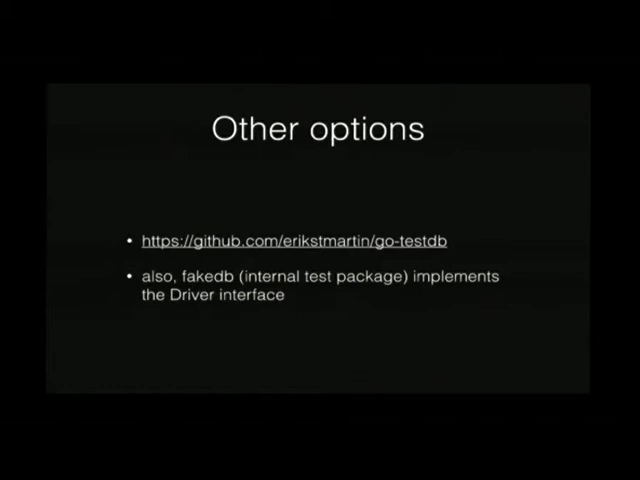 Other options
• https://github.com/erikstmartin/go-testdb
• also, fakedb (internal test package) implements
the Driver interface